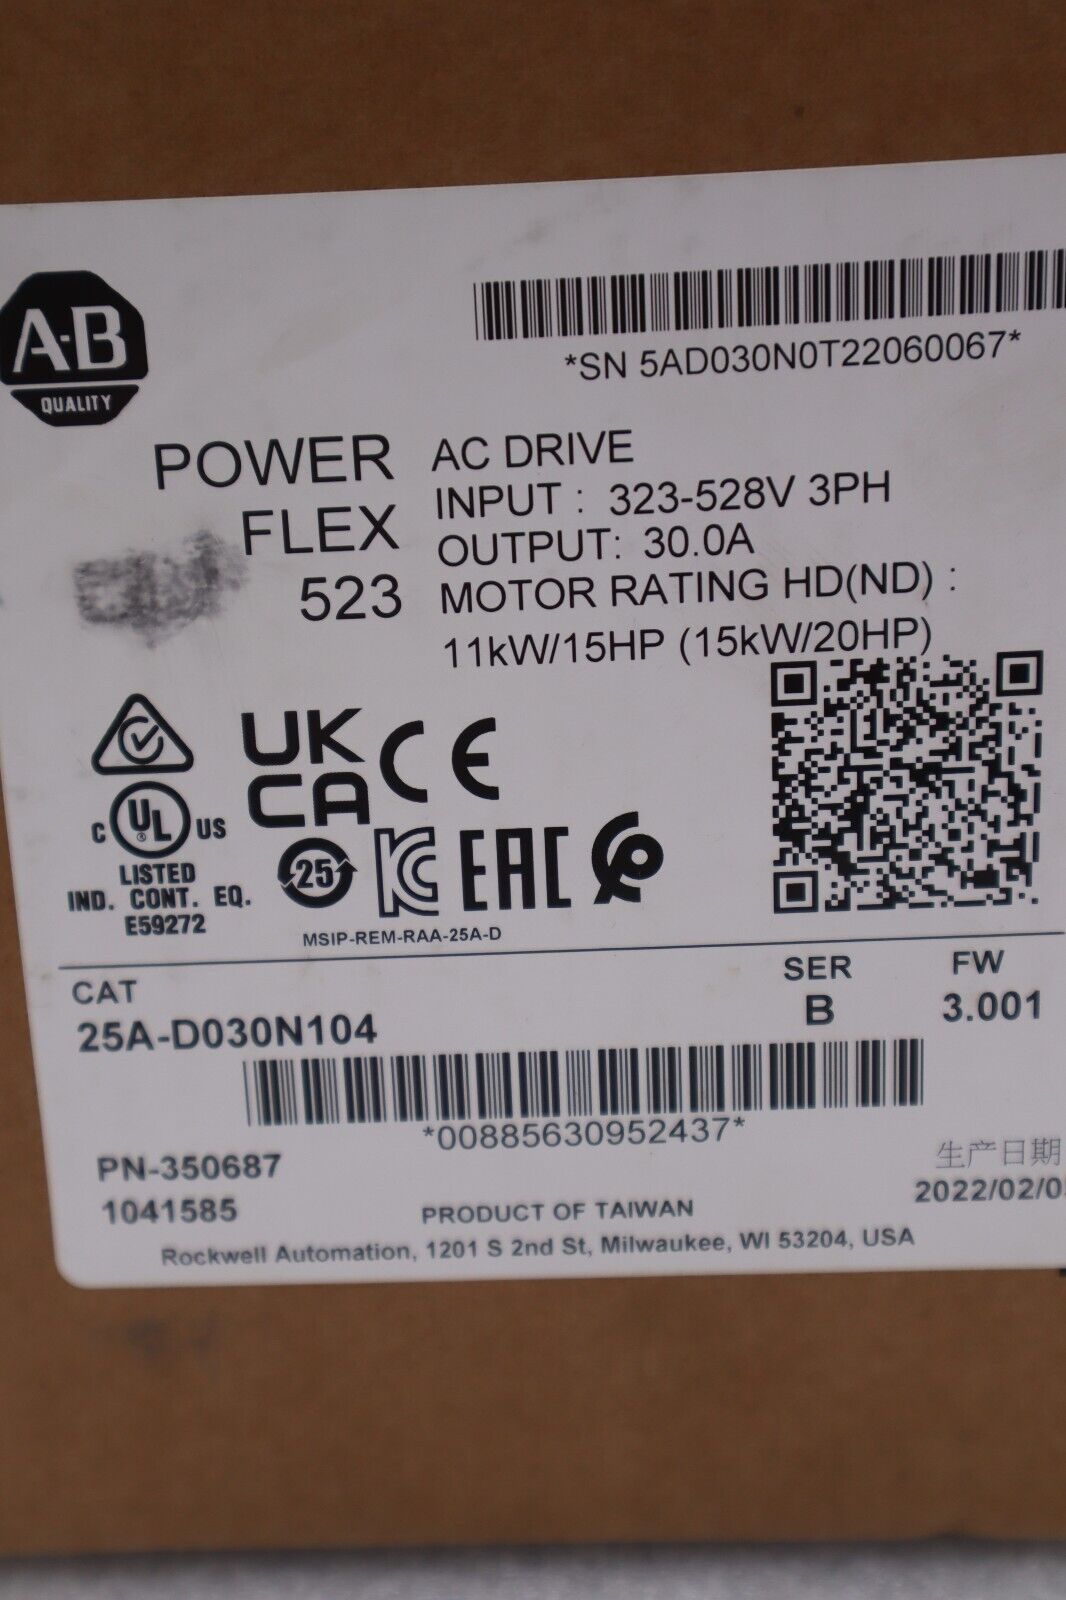 A-B
QUALITY
*SN 5AD030N0T22060067*
POWER
FLEX
523
AC DRIVE
INPUT : 323-528V 3PH
OUTPUT: 30.0A
MOTOR RATING HD(ND) :
11kW/15HP (15kW/20HP)
UK
CA
CE
C UL ® US
LISTED
IND. CONT. EQ.
E59272
25
KC
EAC
MSIP-REM-RAA-25A-D
CAT
25A-D030N104
SER
B
FW
3.001
*00885630952437*
PN-350687
1041585
PRODUCT OF TAIWAN
生产日期
2022/02/0
Rockwell Automation, 1201 S 2nd St, Milwaukee, WI 53204, USA